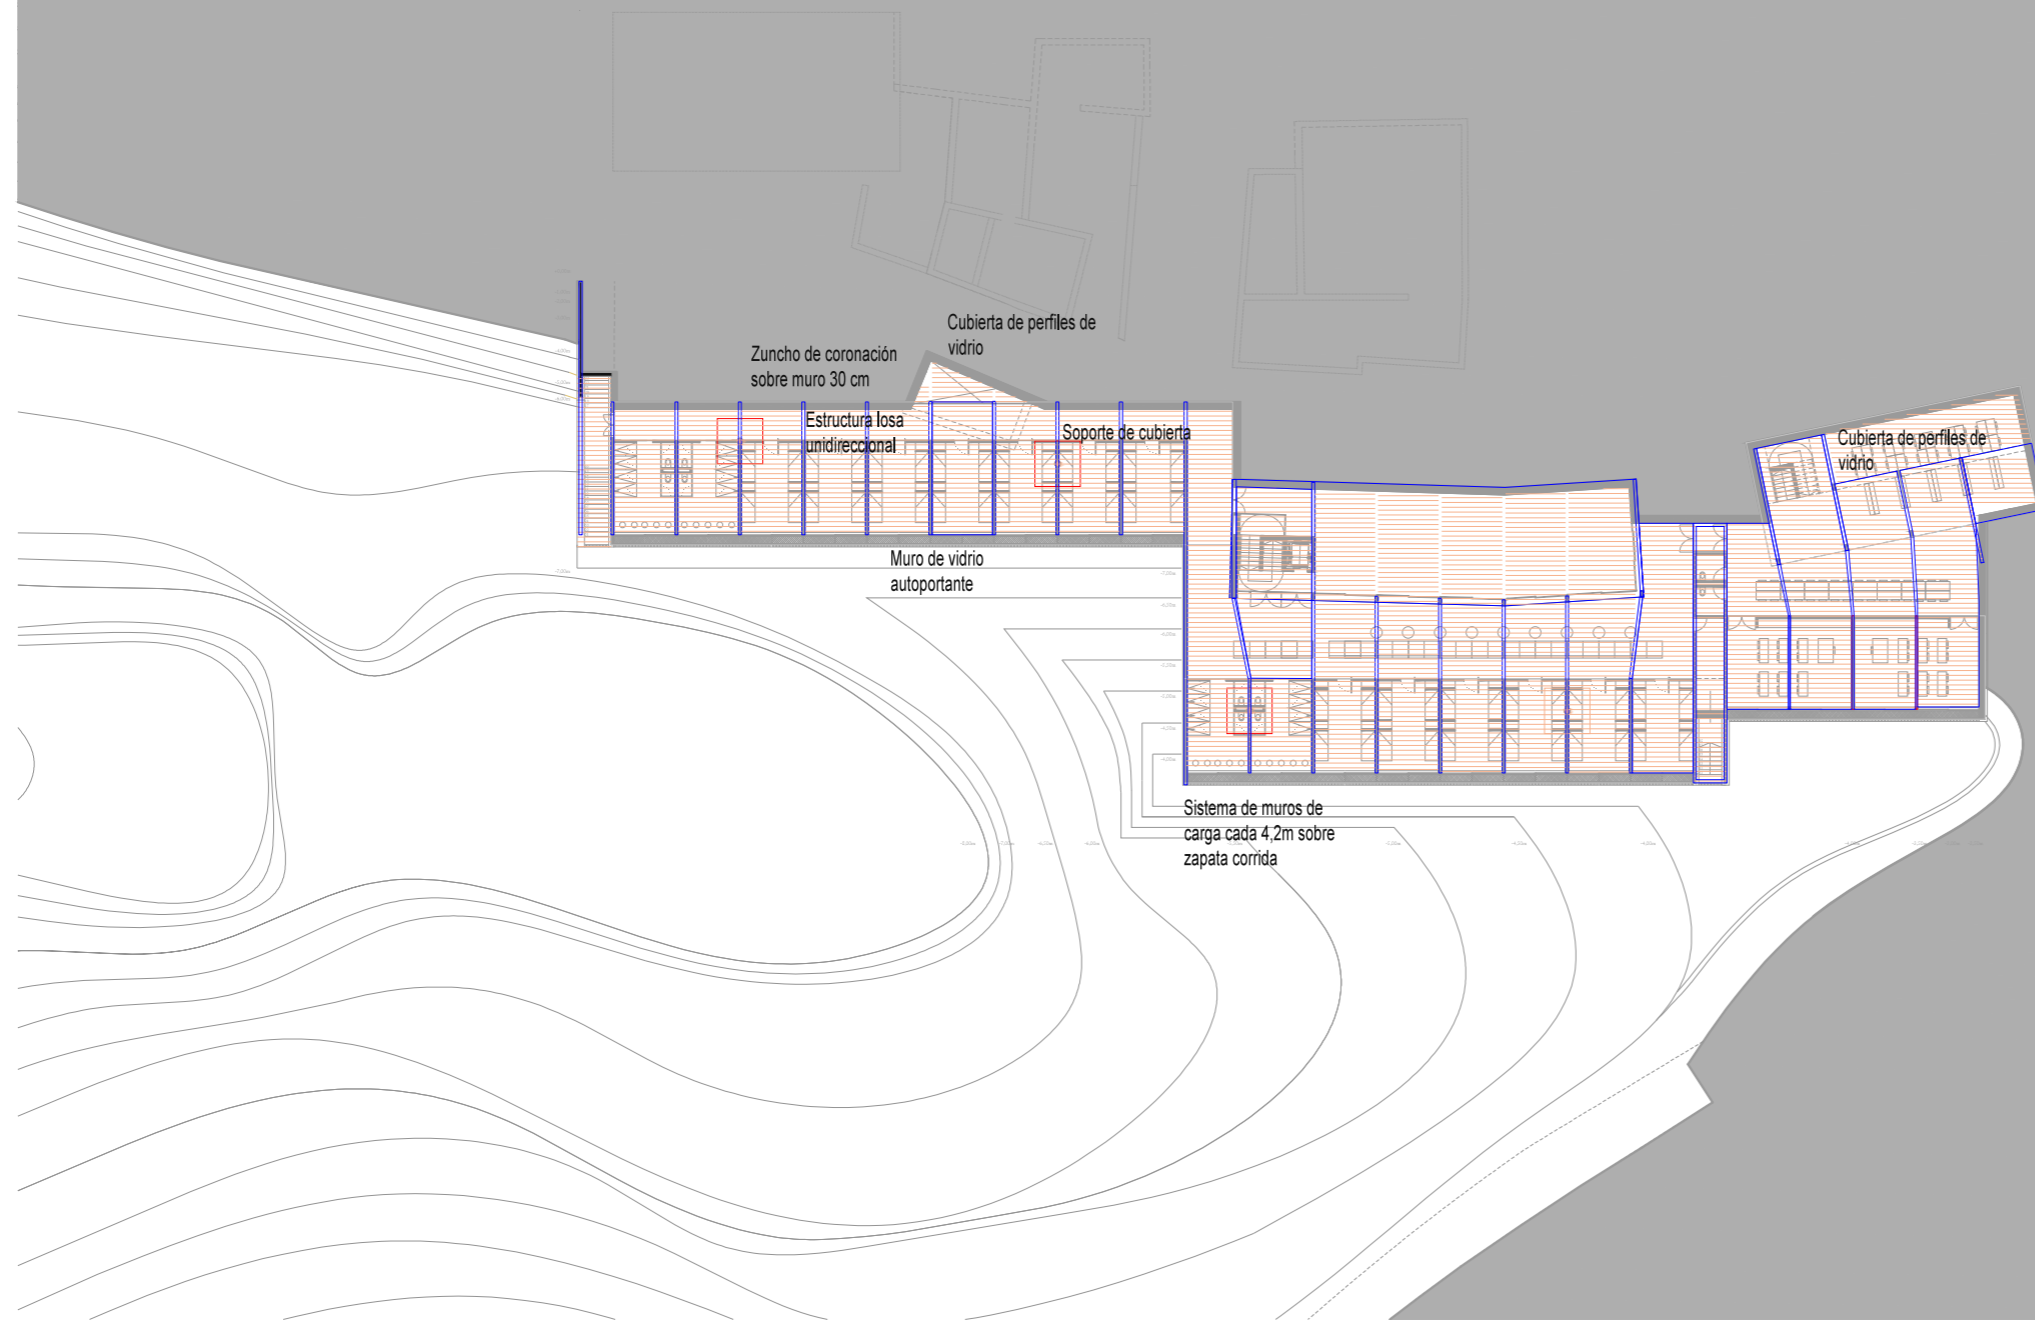 Cubierta de perfiles de
vidrio
Zuncho de coronación
sobre muro 30 cm
Estructura losa
unidireccional
Soporte de cubierta
Cubierta de perfiles de
vidrio
Muro de vidrio
autoportante
Sistema de muros de
carga cada 4,2m sobre
zapata corrida